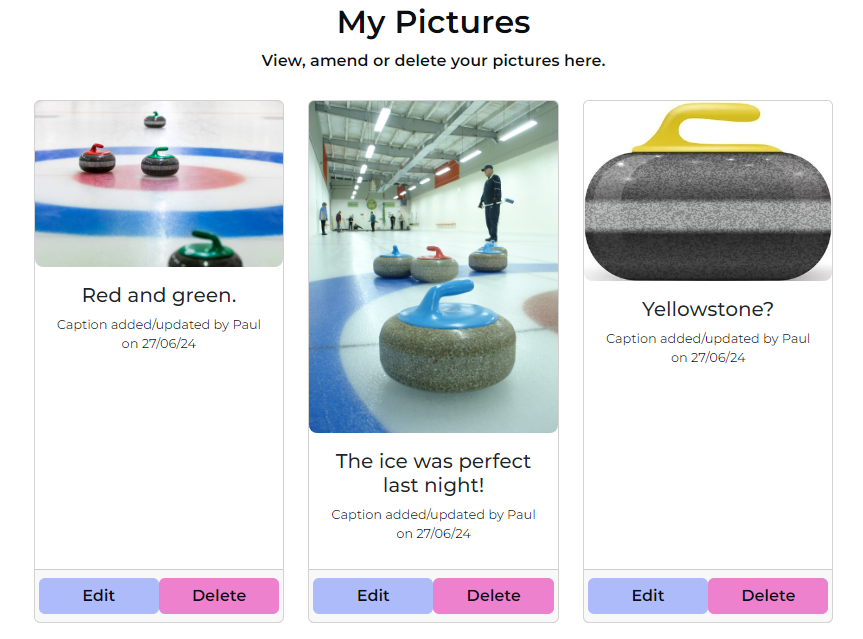 My Pictures
View, amend or delete your pictures here.
Red and green.
Caption added/updated by Paul
on 27/06/24
Edit
Delete
The ice was perfect
last night!
Caption added/updated by Paul
on 27/06/24
Edit
Delete
Yellowstone?
Caption added/updated by Paul
on 27/06/24
Edit
Delete